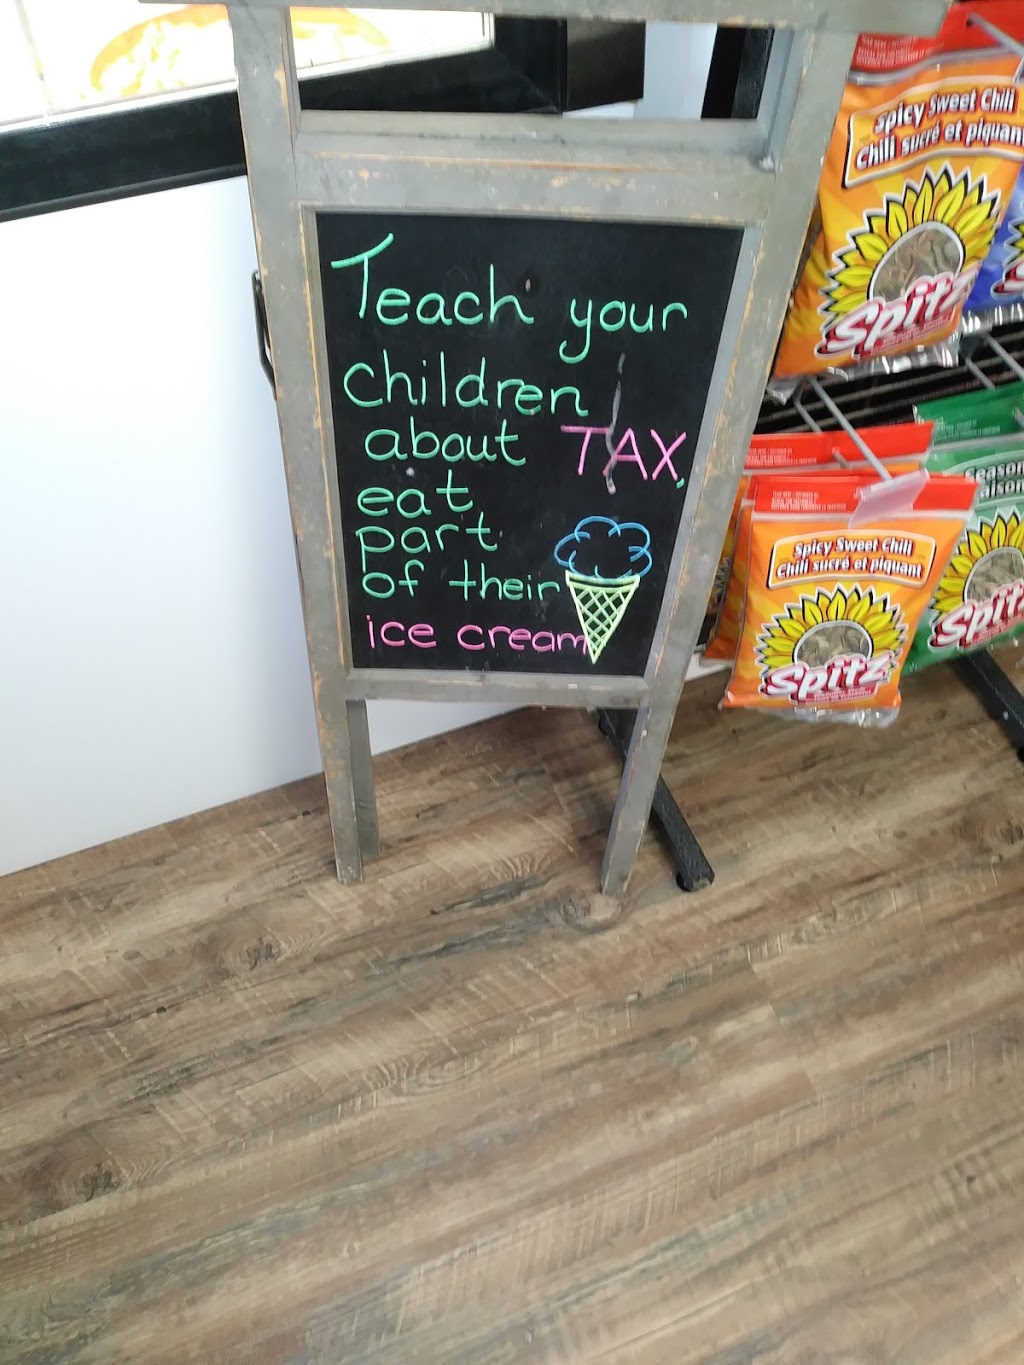 Teach your
children
about TAX,
eat
part
of their
ice cream
Spicy Sweet Chili
Chili sucré et piquant
Spitz
Spicy Sweet Chili
Chili sucré et piquant
Spitz
Spitz